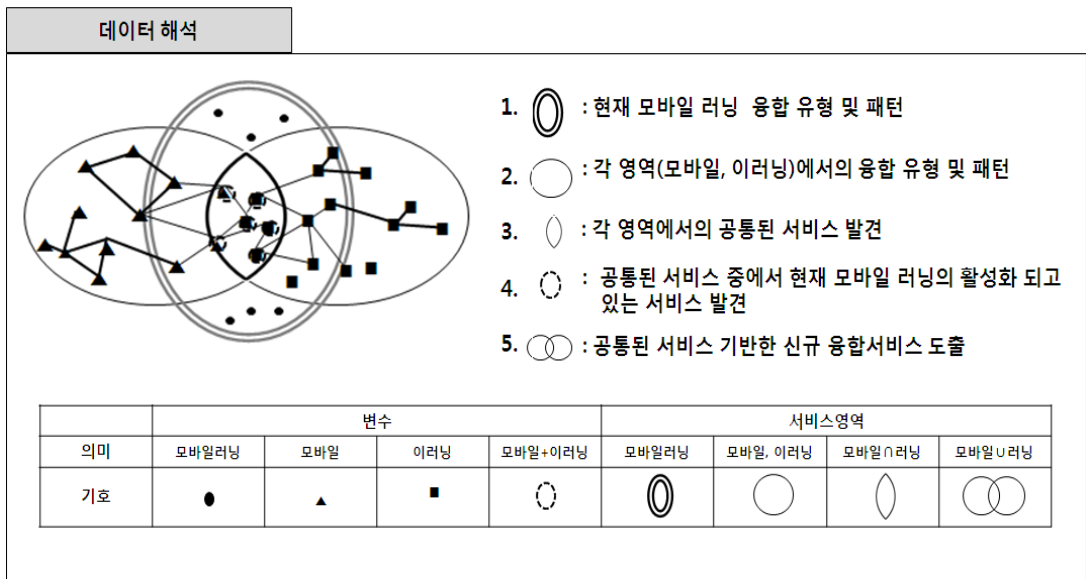 데이터 해석
1. : 현재 모바일 러닝 융합 유형 및 패턴
2. : 각 영역(모바일, 이러닝)에서의 융합 유형 및 패턴
3. : 각 영역에서의 공통된 서비스 발견
4. : 공통된 서비스 중에서 현재 모바일 러닝의 활성화 되고
있는 서비스 발견
5. : 공통된 서비스 기반한 신규 융합서비스 도출
변수 서비스영역
의미 모바일러닝 모바일 이러닝 모바일+이러닝 모바일러닝 모바일, 이러닝 모바일∩러닝 모바일∪러닝
기호